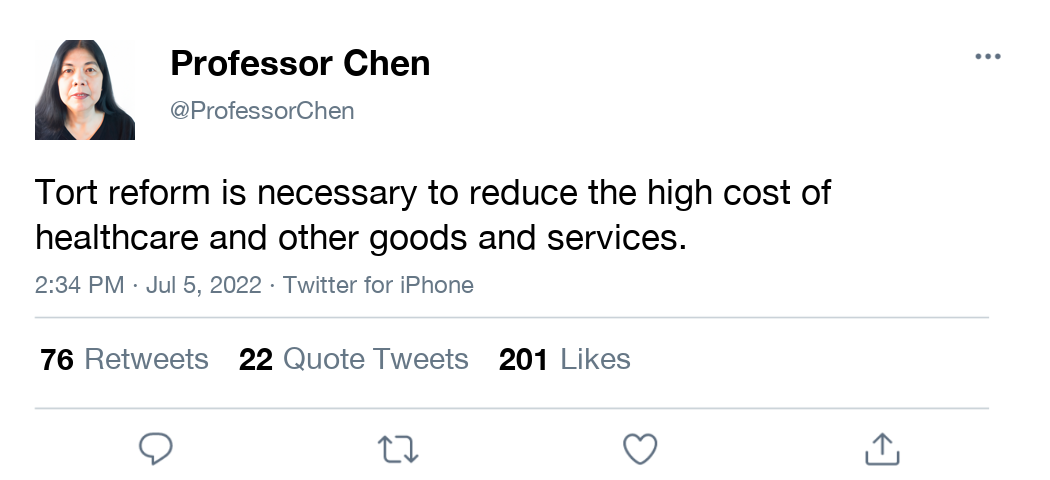 Professor Chen
@ProfessorChen
Tort reform is necessary to reduce the high cost of
healthcare and other goods and services.
2:34 PM · Jul 5, 2022 · Twitter for iPhone
76 Retweets 22 Quote Tweets 201 Likes